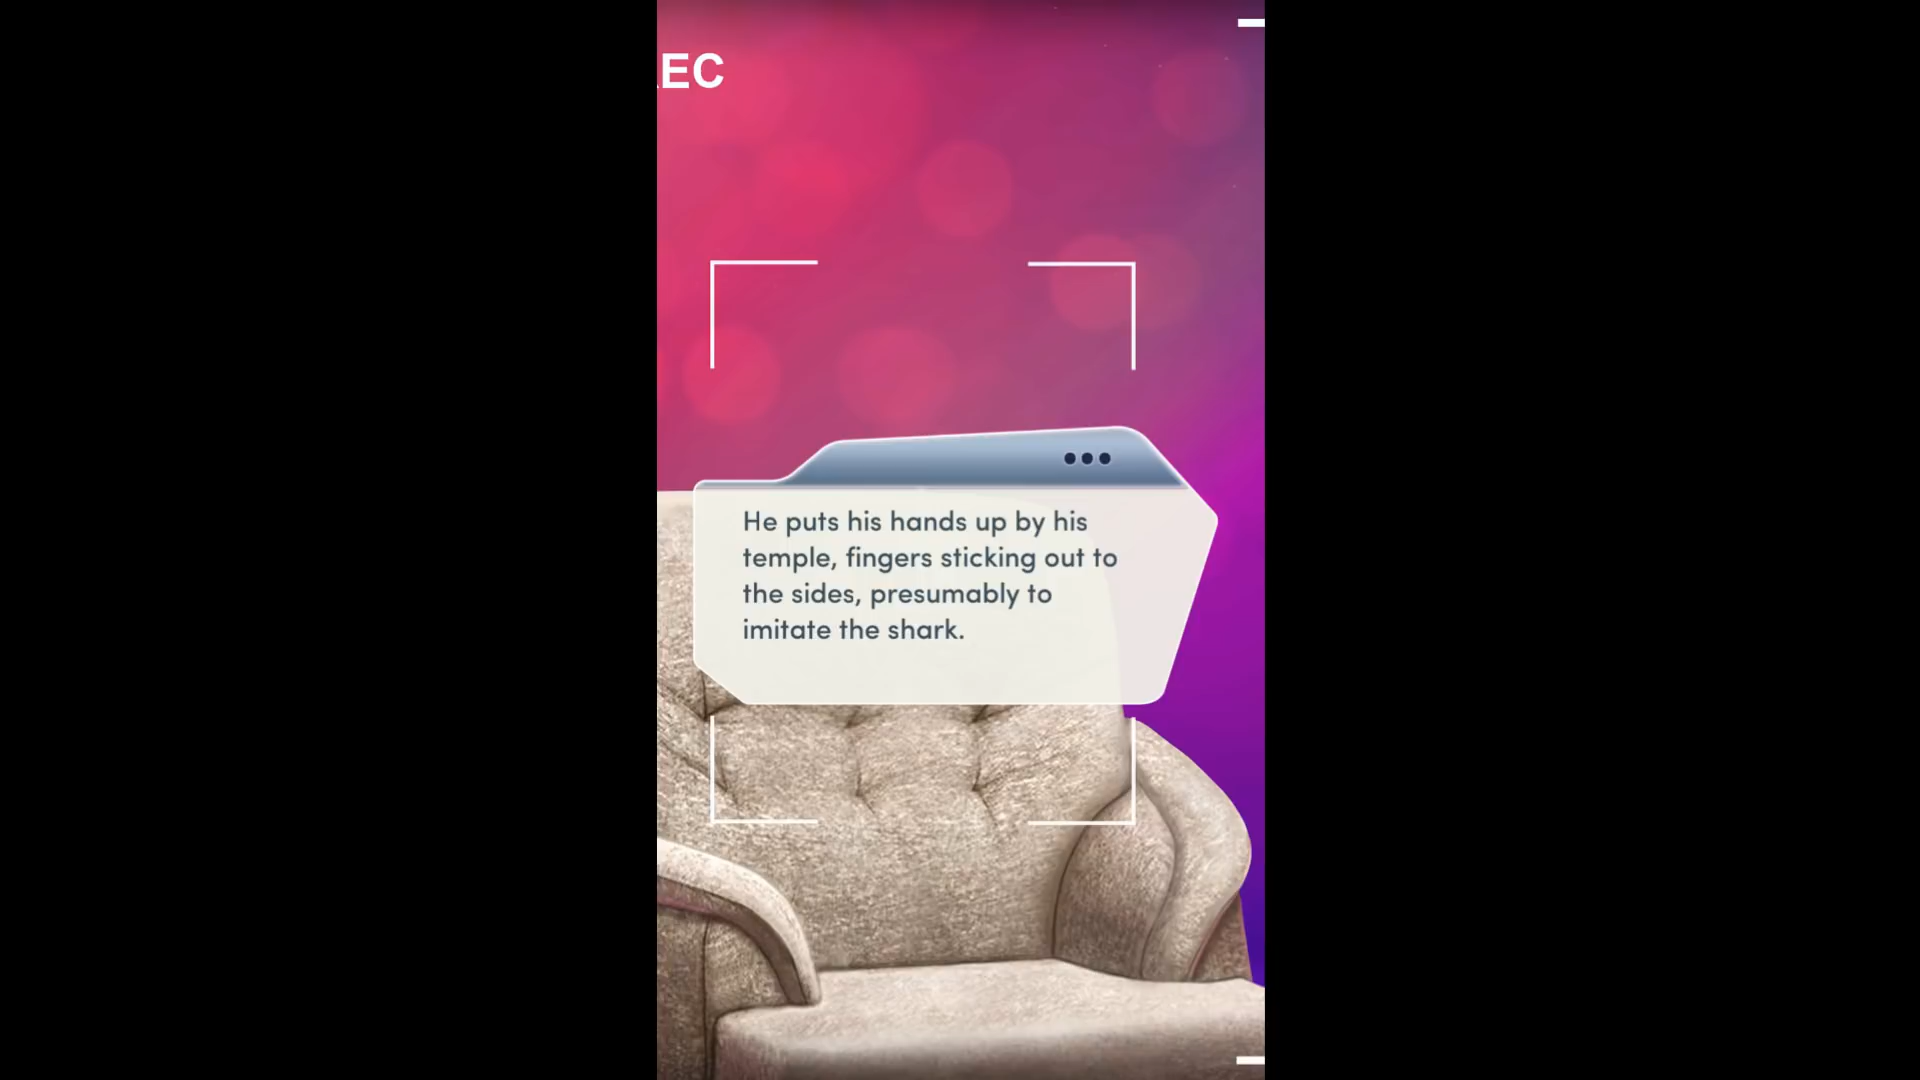 EC
He puts his hands up by his
temple, fingers sticking out to
the sides, presumably to
imitate the shark.